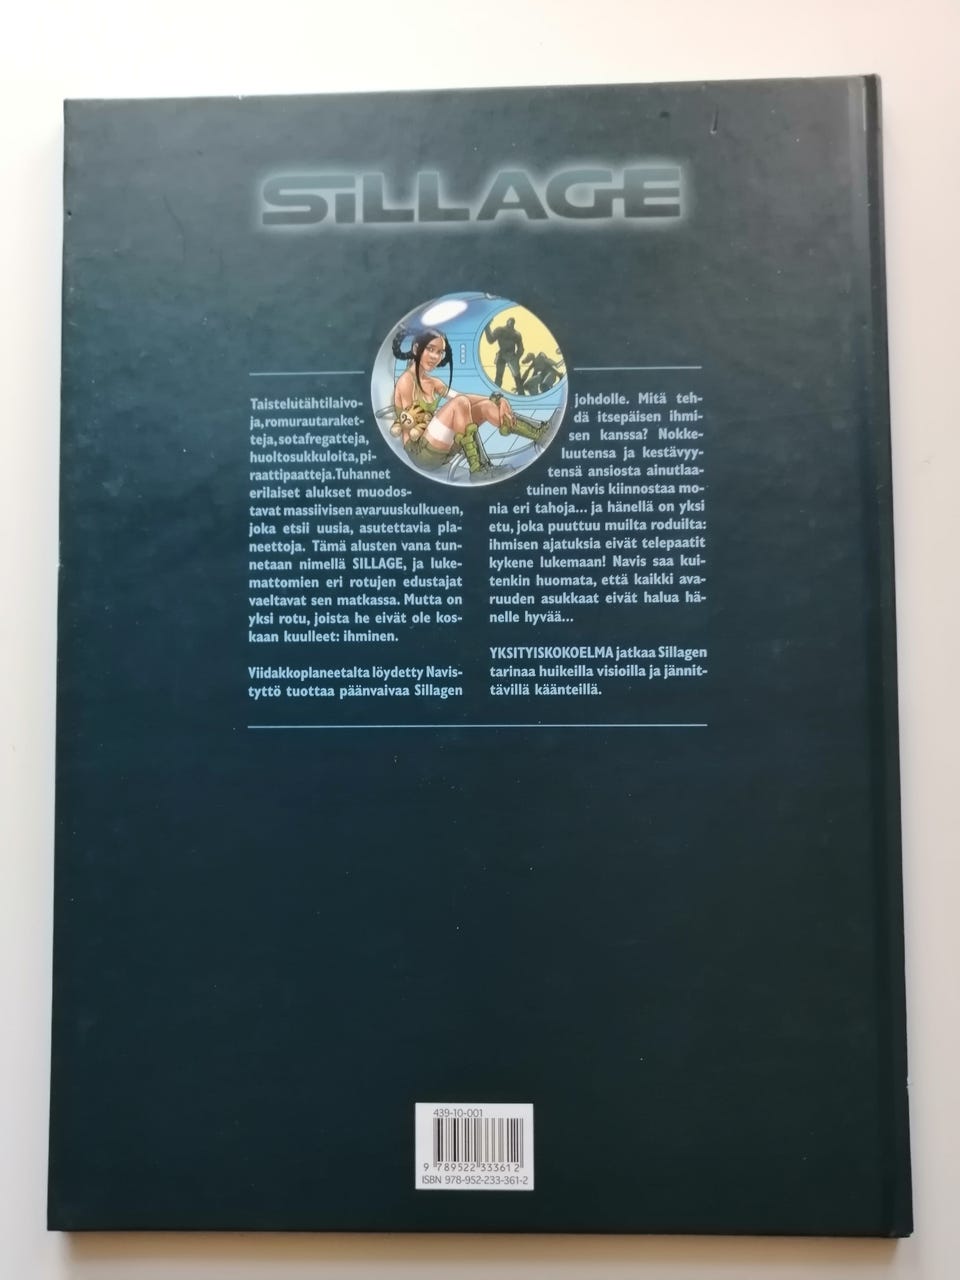 SILLAGE
Taistelutähtilaivo-
ja, romurautaraket-
teja, sotafregatteja,
huoltosukkuloita, pi-
raattipaatteja. Tuhannet
erilaiset alukset muodos-
tavat massiivisen avaruuskulkueen,
joka etsii uusia, asutettavia pla-
neettoja. Tämä alusten vana tun-
netaan nimellä SILLAGE, ja luke-
mattomien eri rotujen edustajat
vaeltavat sen matkassa. Mutta on
yksi rotu, joista he eivät ole kos-
kaan kuulleet: ihminen.
Viidakkoplaneetalta löydetty Navis-
tyttö tuottaa päänvaivaa Sillagen
johdolle. Mitä teh-
dä itsepäisen ihmi-
sen kanssa? Nokke-
luutensa ja kestävyy-
tensä ansiosta ainutlaa-
tuinen Navis kiinnostaa mo-
nia eri tahoja... ja hänellä on yksi
etu, joka puuttuu muilta roduilta:
ihmisen ajatuksia eivät telepaatit
kykene lukemaan! Navis saa kui-
tenkin huomata, että kaikki ava-
ruuden asukkaat eivät halua hä-
nelle hyvää...
YKSITYISKOKOELMA jatkaa Sillagen
tarinaa huikeilla visioilla ja jännit-
tävillä käänteillä.
439-10-001
9 789522 333612
ISBN 978-952-233-361-2